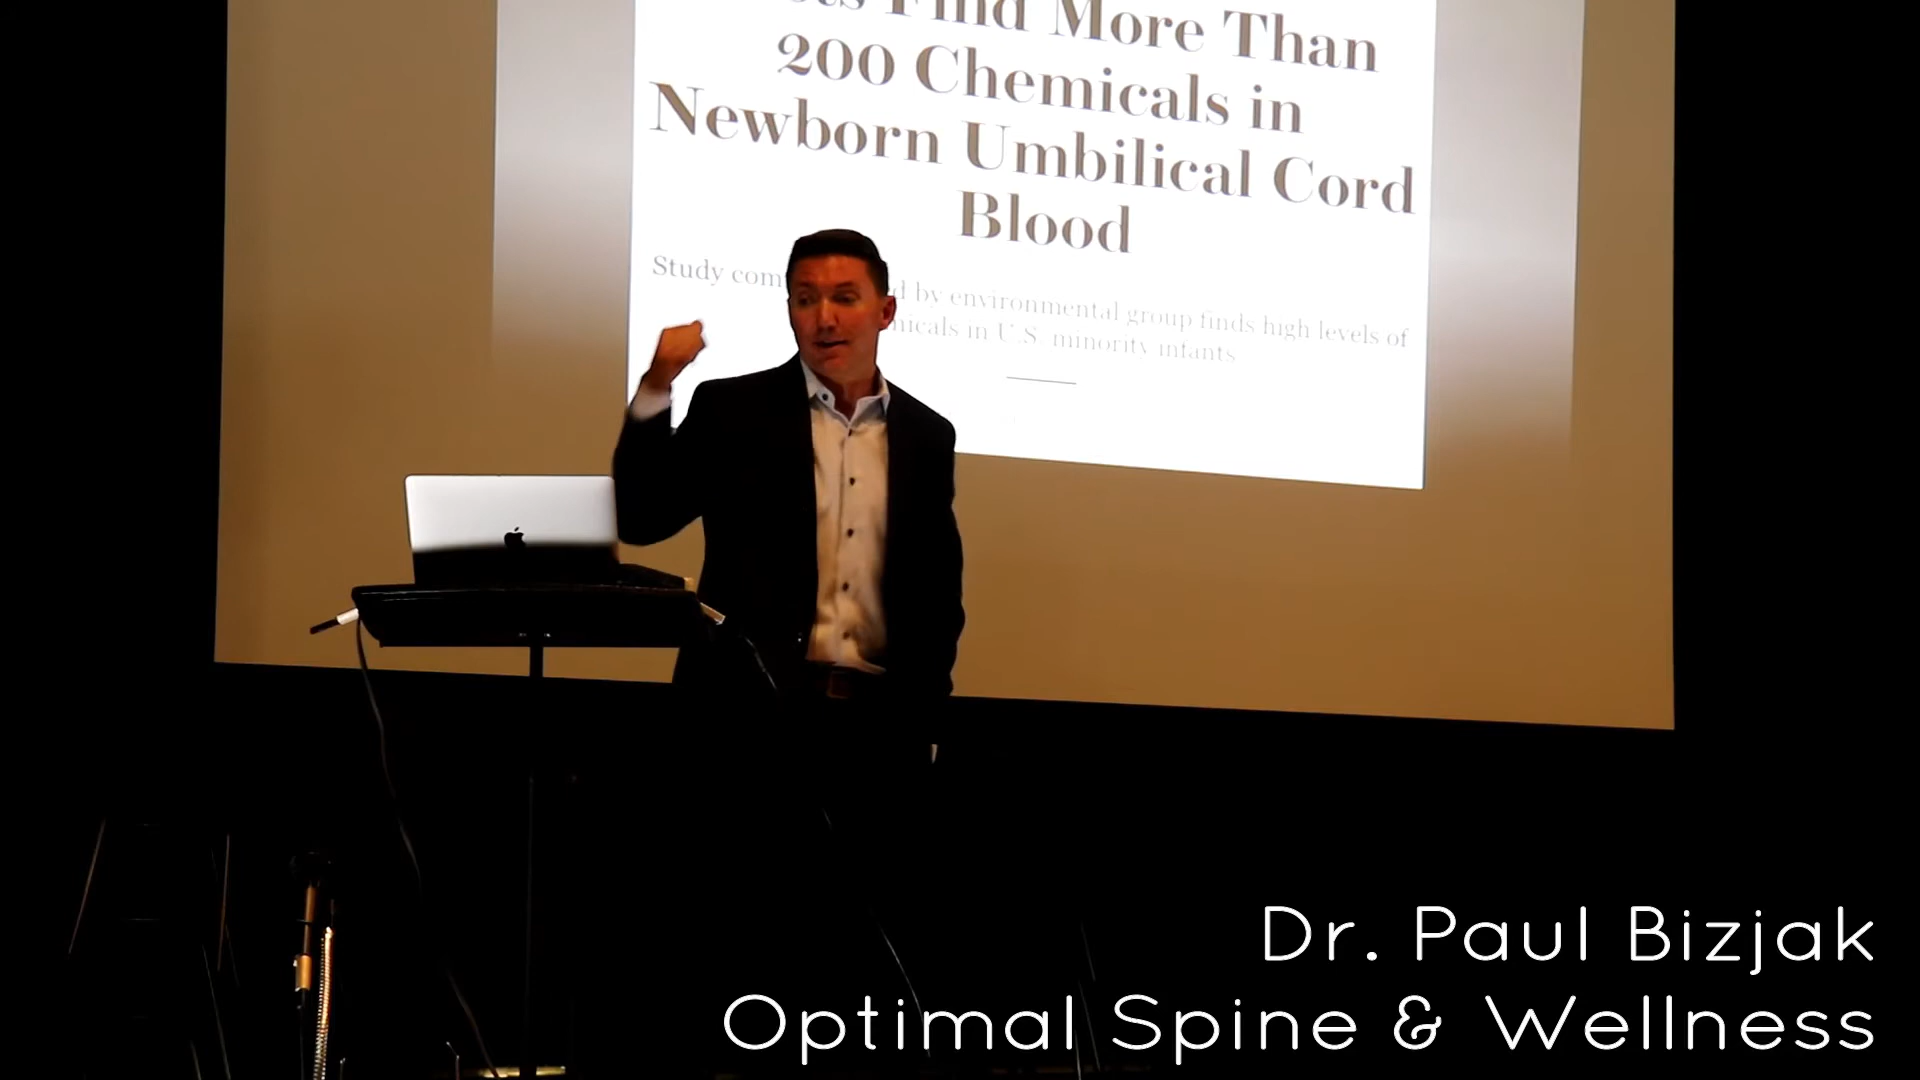 Find More Than
200 Chemicals in
Newborn Umbilical Cord
Blood
Study by environmental group finds high levels of
in U.S. minority infants
Dr. Paul Bizjak
Optimal Spine & Wellness